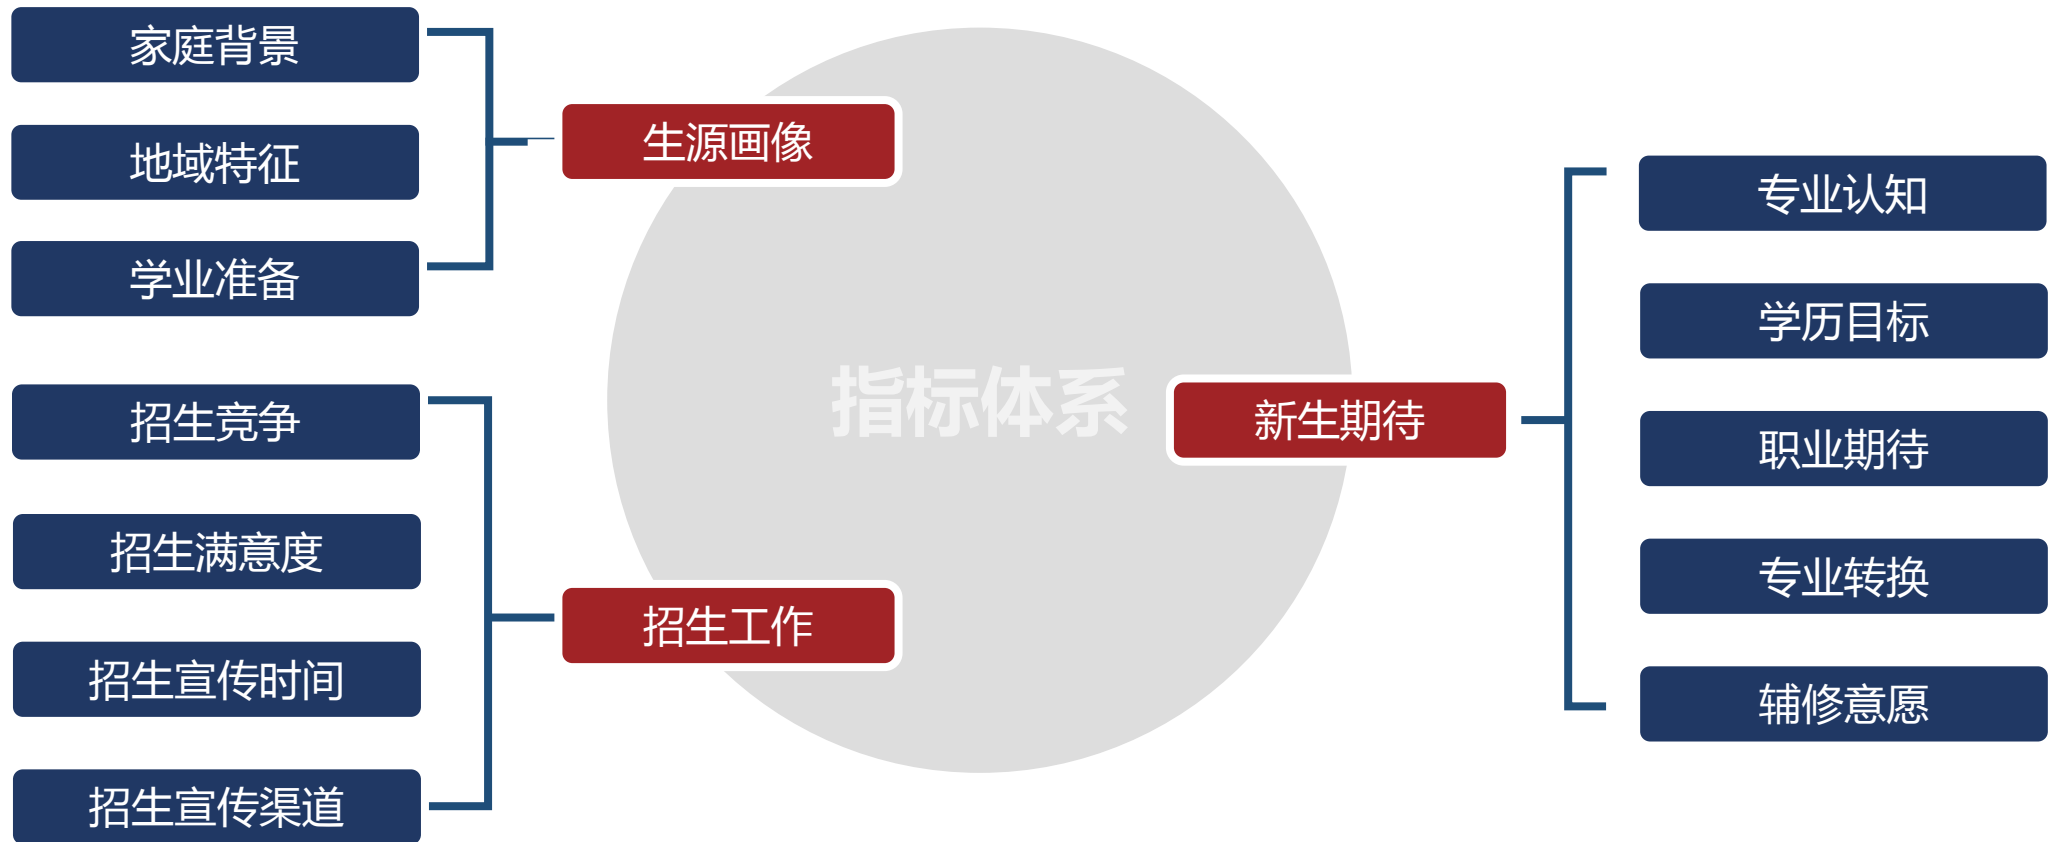 家庭背景
地域特征
学业准备
生源画像
招生竞争
招生满意度
招生宣传时间
招生宣传渠道
招生工作
指标体系
新生期待
专业认知
学历目标
职业期待
专业转换
辅修意愿